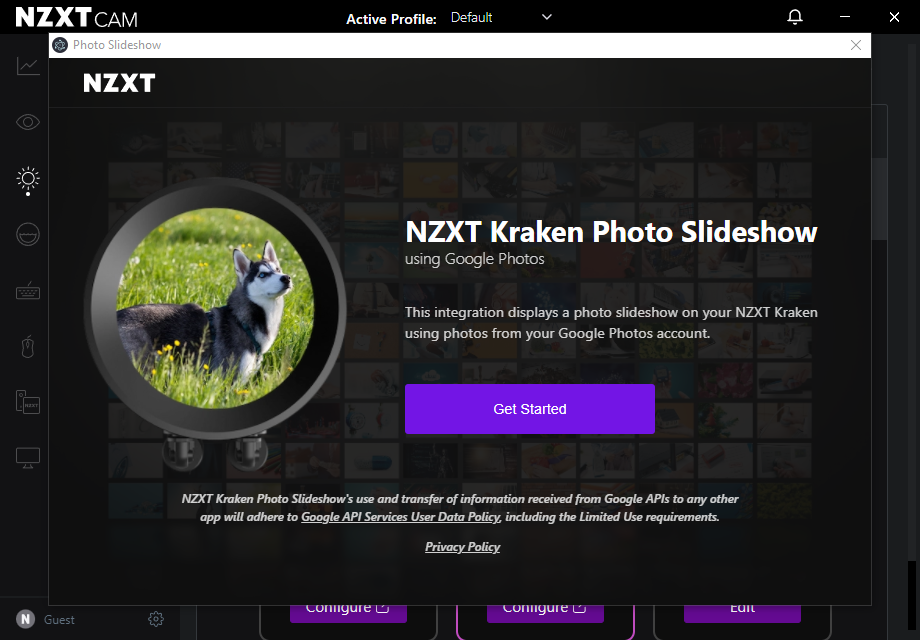 NZXT CAM
Active Profile: Default
Photo Slideshow
NZXT
NZXT Kraken Photo Slideshow
using Google Photos
This integration displays a photo slideshow on your NZXT Kraken
using photos from your Google Photos account.
Get Started
NZXT
NZXT Kraken Photo Slideshow's use and transfer of information received from Google APIs to any other
app will adhere to Google API Services User Data Policy, including the Limited Use requirements.
Privacy Policy
Configure
Configure
Edit
N
Guest